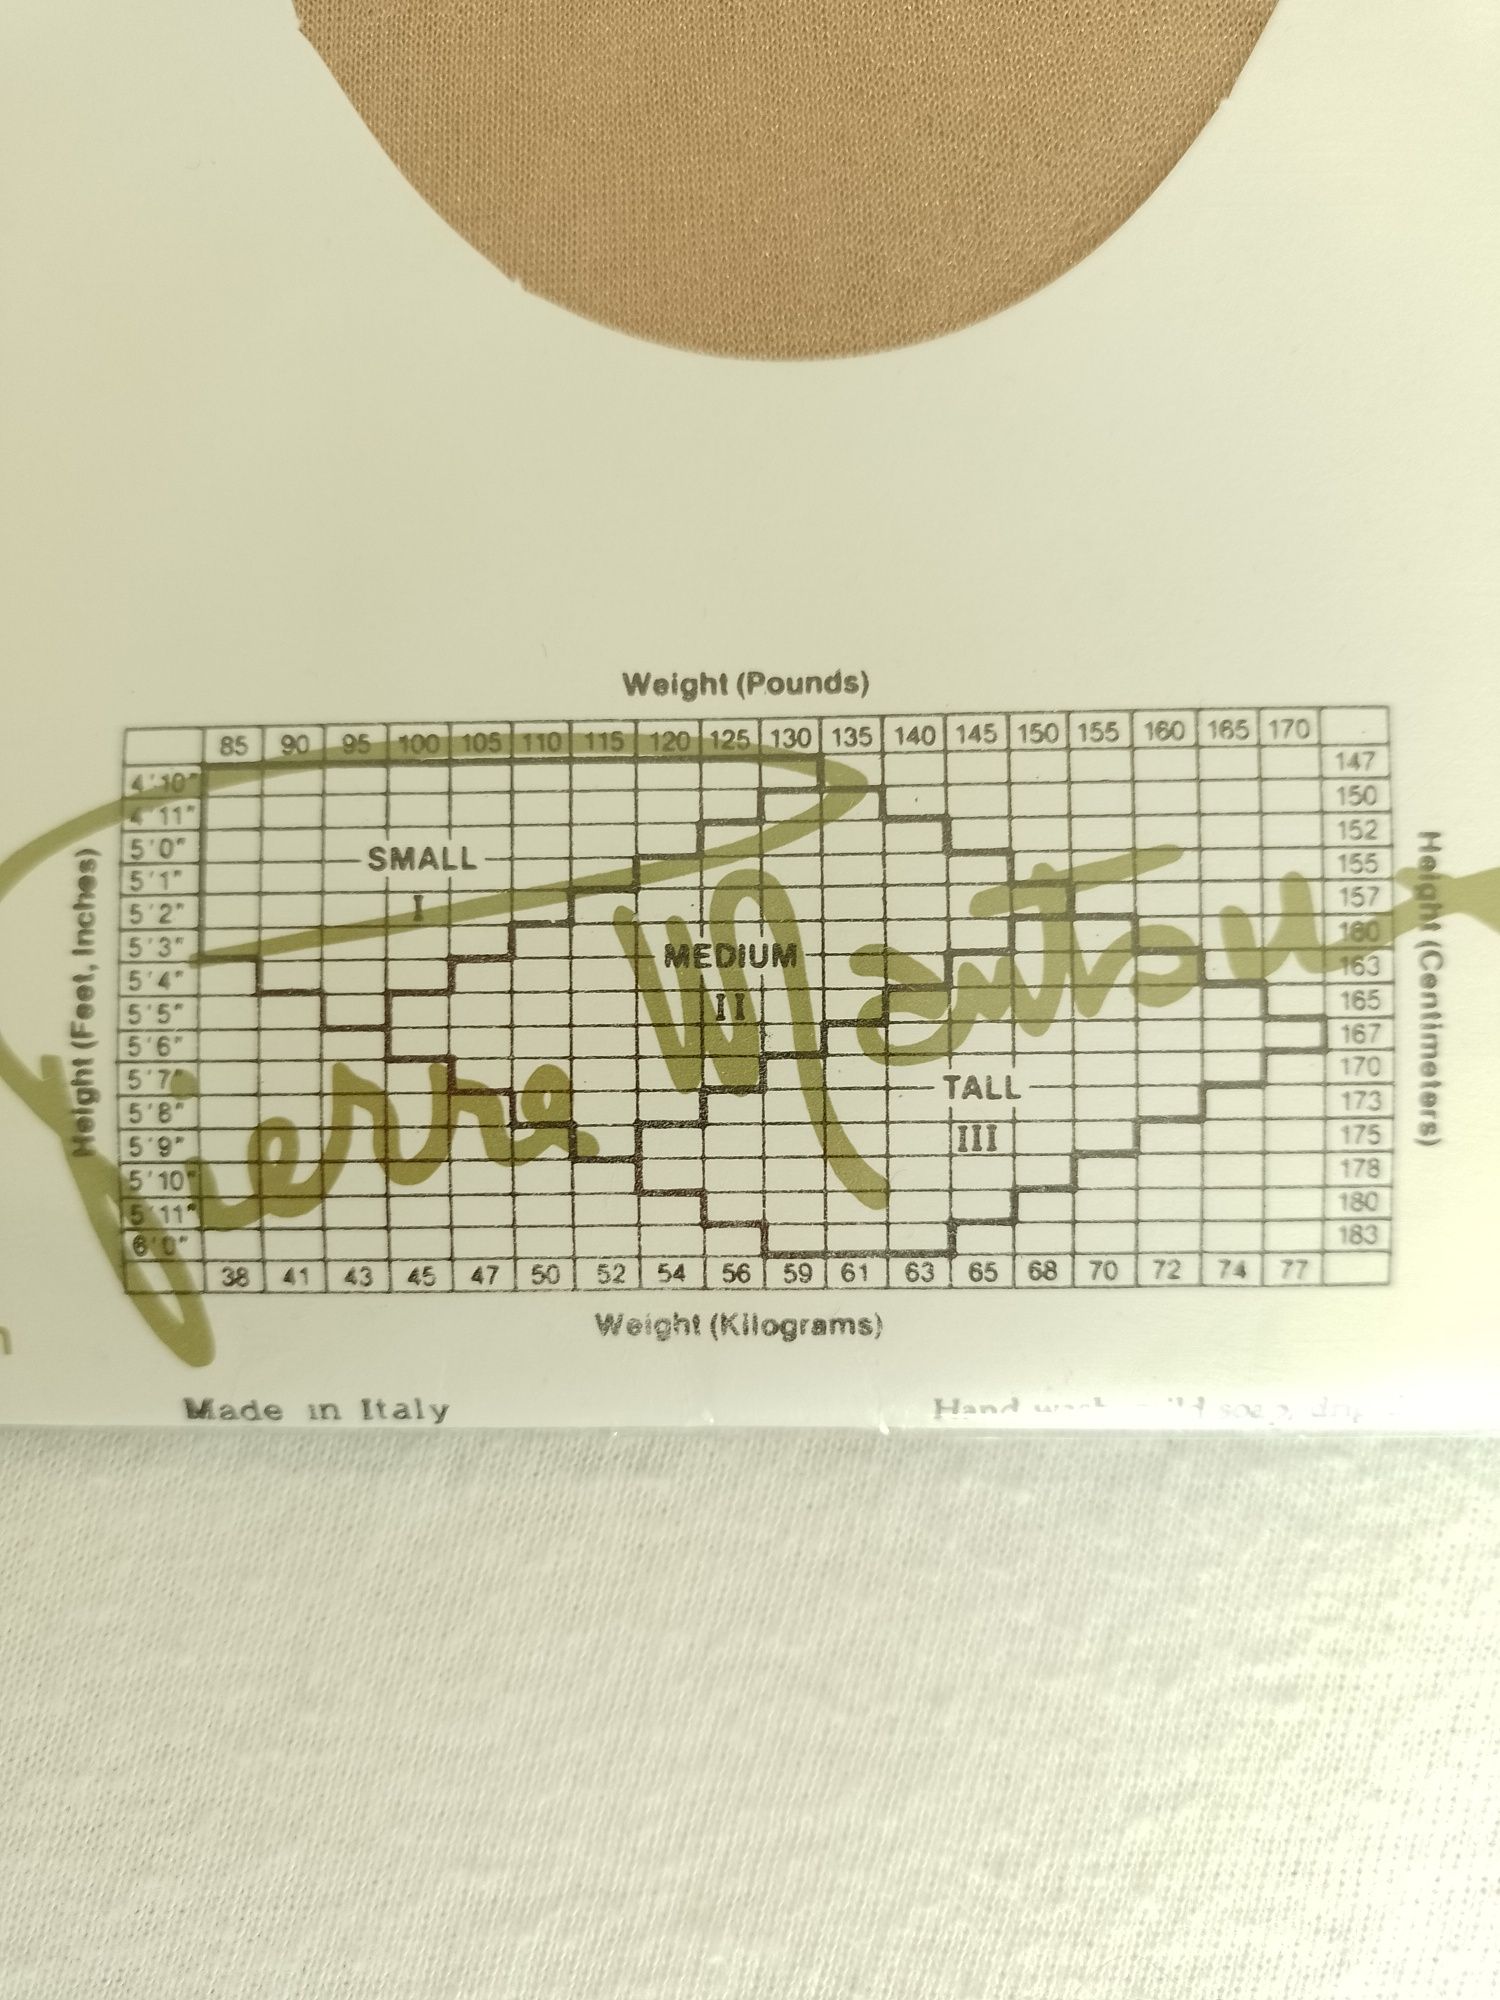 Weight (Pounds)
85 90 95 100 105 110 115 120 125 130 135 140 145 150 155 160 165 170
4'10" 147
4'11" 150
5'0" 152
SMALL
5'1" 155
5'2" 157
I
5'3" 160
5'4" MEDIUM 163
5'5" II 165
5'6" 167
5'7" TALL 170
5'8" 173
5'9" III 175
5'10" 178
5'11" 180
6'0" 183
38 41 43 45 47 50 52 54 56 59 61 63 65 68 70 72 74 77
Height (Feet, Inches)
Height (Centimeters)
Pierre Mantoux
Weight (Kilograms)
Made in Italy
Hand